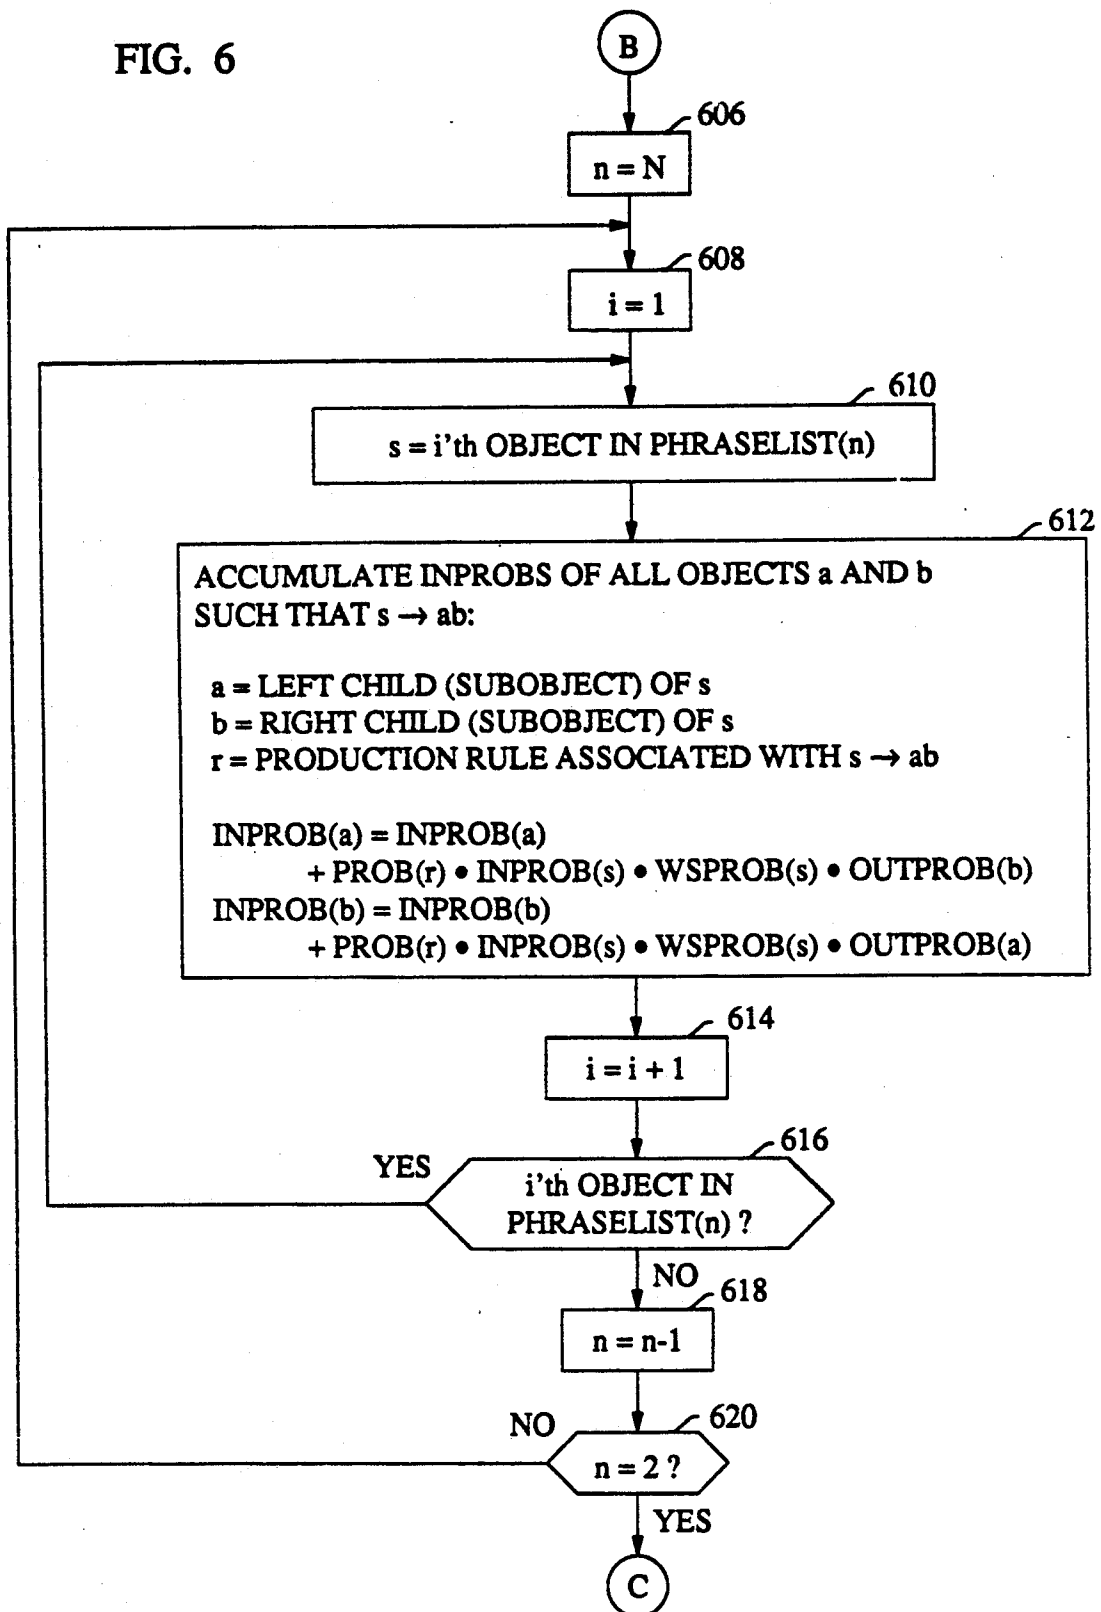 FIG. 6
B
606
n = N
608
i = 1
610
s = i'th OBJECT IN PHRASELIST(n)
612
ACCUMULATE INPROBS OF ALL OBJECTS a AND b
SUCH THAT s → ab:
a = LEFT CHILD (SUBOBJECT) OF s
b = RIGHT CHILD (SUBOBJECT) OF s
r = PRODUCTION RULE ASSOCIATED WITH s → ab
INPROB(a) = INPROB(a)
+ PROB(r) • INPROB(s) • WSPROB(s) • OUTPROB(b)
INPROB(b) = INPROB(b)
+ PROB(r) • INPROB(s) • WSPROB(s) • OUTPROB(a)
614
i = i + 1
616
YES
i'th OBJECT IN
PHRASELIST(n) ?
NO
618
n = n-1
620
NO
n = 2 ?
YES
C